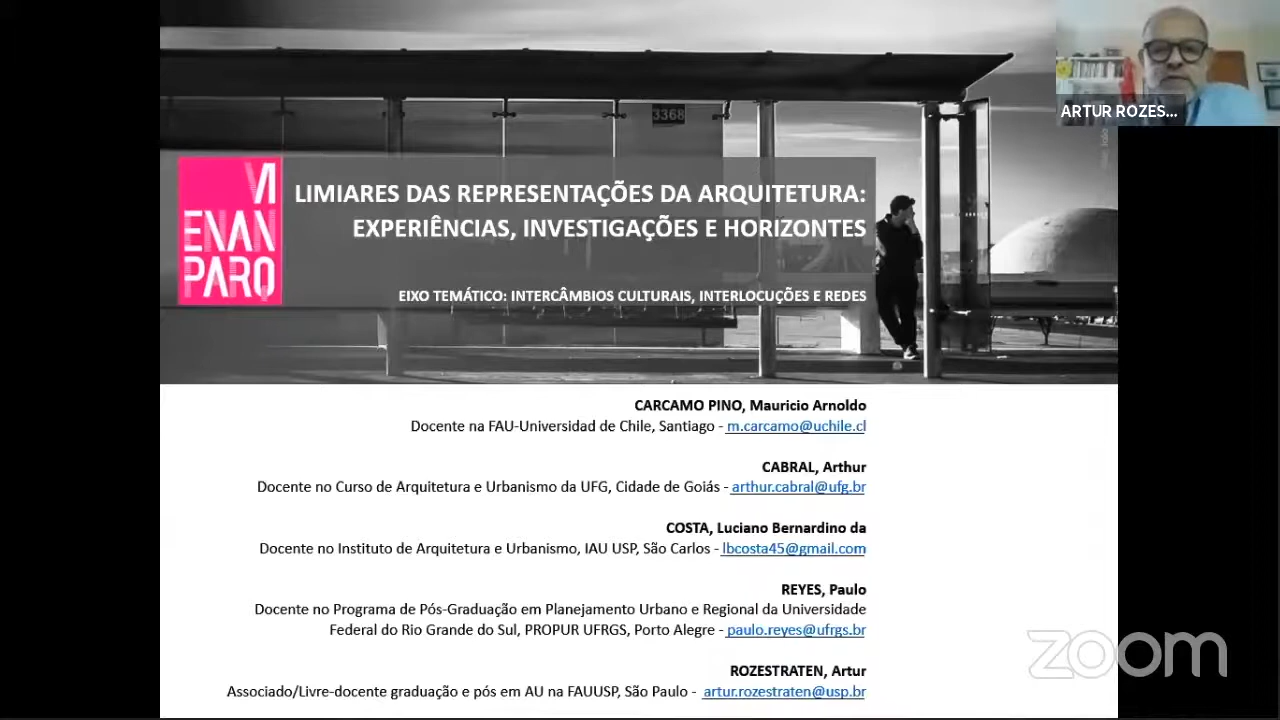 ARTUR ROZES...
3368
VI
ENAN
PARQ
LIMIARES DAS REPRESENTAÇÕES DA ARQUITETURA:
EXPERIÊNCIAS, INVESTIGAÇÕES E HORIZONTES
EIXO TEMÁTICO: INTERCÂMBIOS CULTURAIS, INTERLOCUÇÕES E REDES
CARCAMO PINO, Mauricio Arnoldo
Docente na FAU-Universidad de Chile, Santiago - m.carcamo@uchile.cl
CABRAL, Arthur
Docente no Curso de Arquitetura e Urbanismo da UFG, Cidade de Goiás - arthur.cabral@ufg.br
COSTA, Luciano Bernardino da
Docente no Instituto de Arquitetura e Urbanismo, IAU USP, São Carlos - lbcosta45@gmail.com
REYES, Paulo
Docente no Programa de Pós-Graduação em Planejamento Urbano e Regional da Universidade
Federal do Rio Grande do Sul, PROPUR UFRGS, Porto Alegre - paulo.reyes@ufrgs.br
ROZESTRATEN, Artur
Associado/Livre-docente graduação e pós em AU na FAUUSP, São Paulo - artur.rozestraten@usp.br
zoom